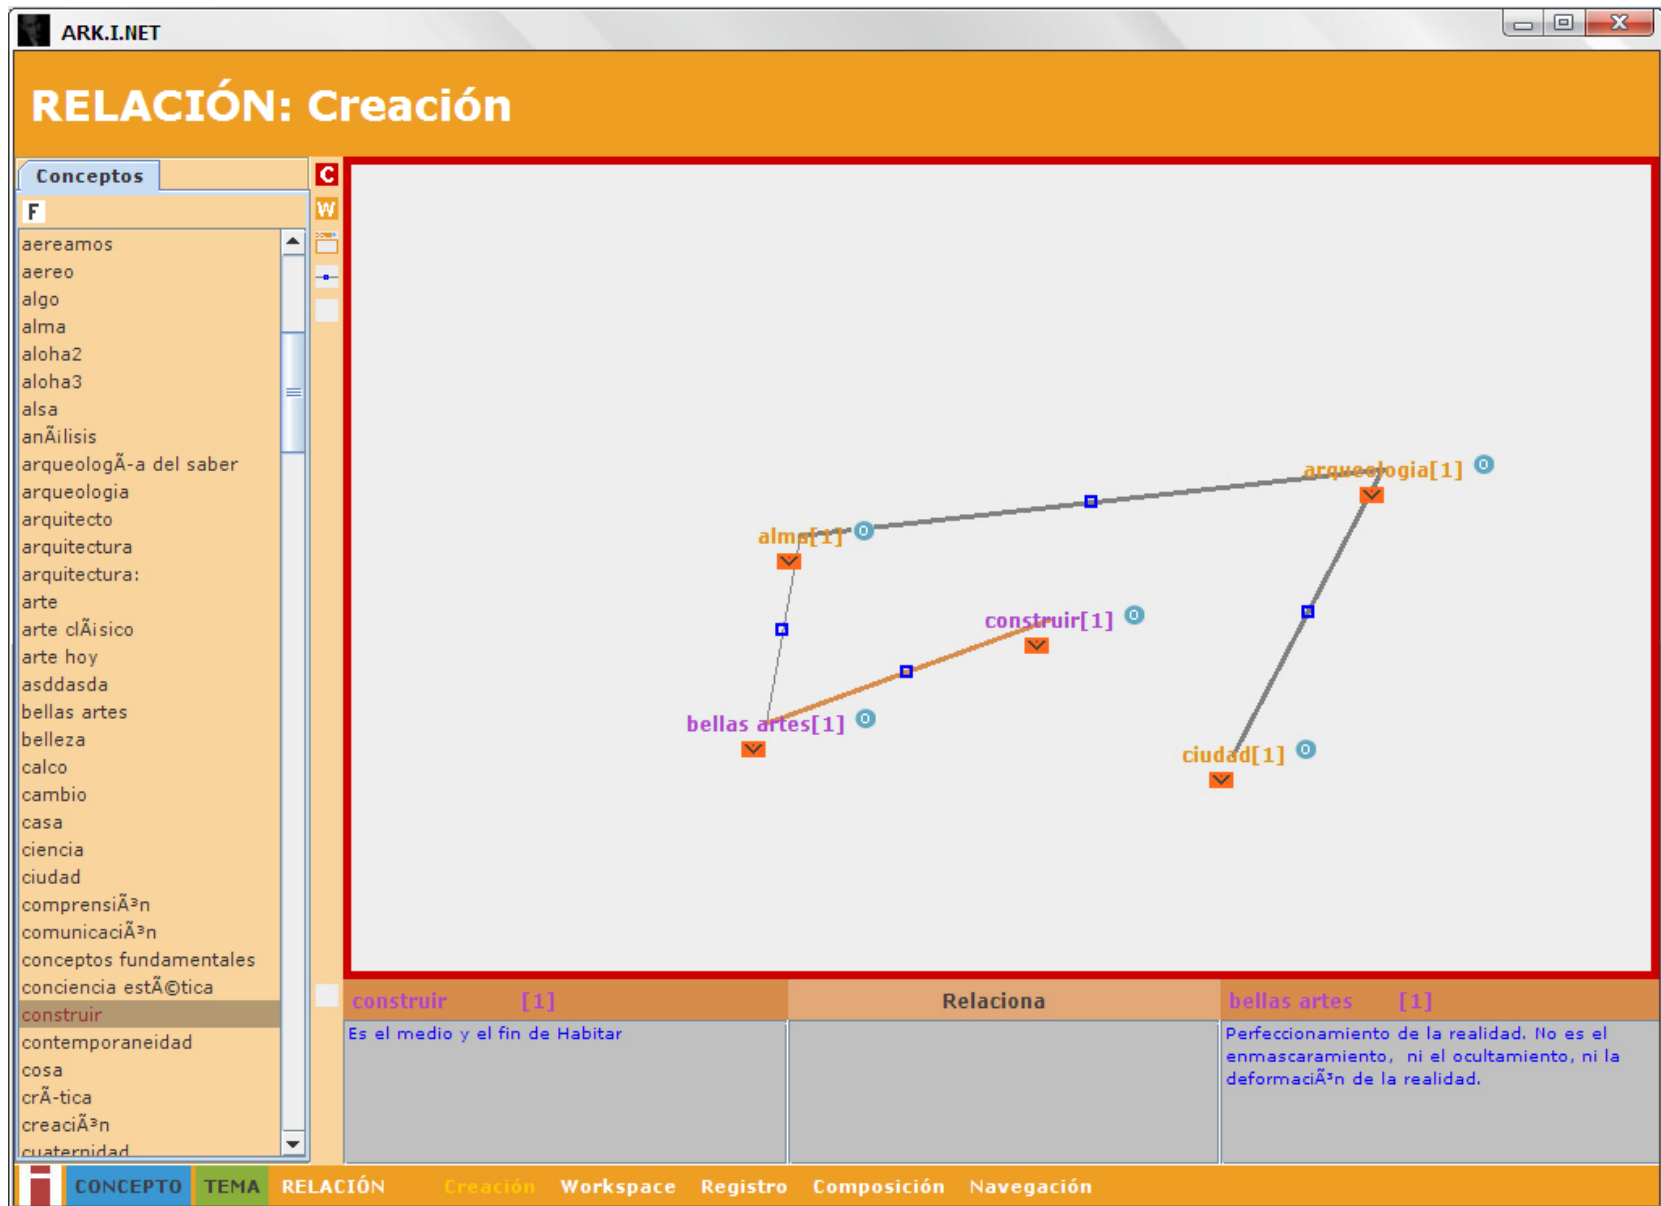 ARK.I.NET
RELACIÓN: Creación
Conceptos
F
aereamos
aereo
algo
alma
aloha2
aloha3
alsa
anÃilisis
arqueologÃ-a del saber
arqueologia
arquitecto
arquitectura
arquitectura:
arte
arte clÃisico
arte hoy
asddasda
bellas artes
belleza
calco
cambio
casa
ciencia
ciudad
comprensiÃ³n
comunicaciÃ³n
conceptos fundamentales
conciencia estÃ©tica
construir
contemporaneidad
cosa
crÃ-tica
creaciÃ³n
cuaternidad
C
W
arqueologia[1] O
alma[1] O
construir[1] O
bellas artes[1] O
ciudad[1] O
construir [1]
Es el medio y el fin de Habitar
Relaciona
bellas artes [1]
Perfeccionamiento de la realidad. No es el
enmascaramiento, ni el ocultamiento, ni la
deformaciÃ³n de la realidad.
i CONCEPTO TEMA RELACIÓN Creación Workspace Registro Composición Navegación